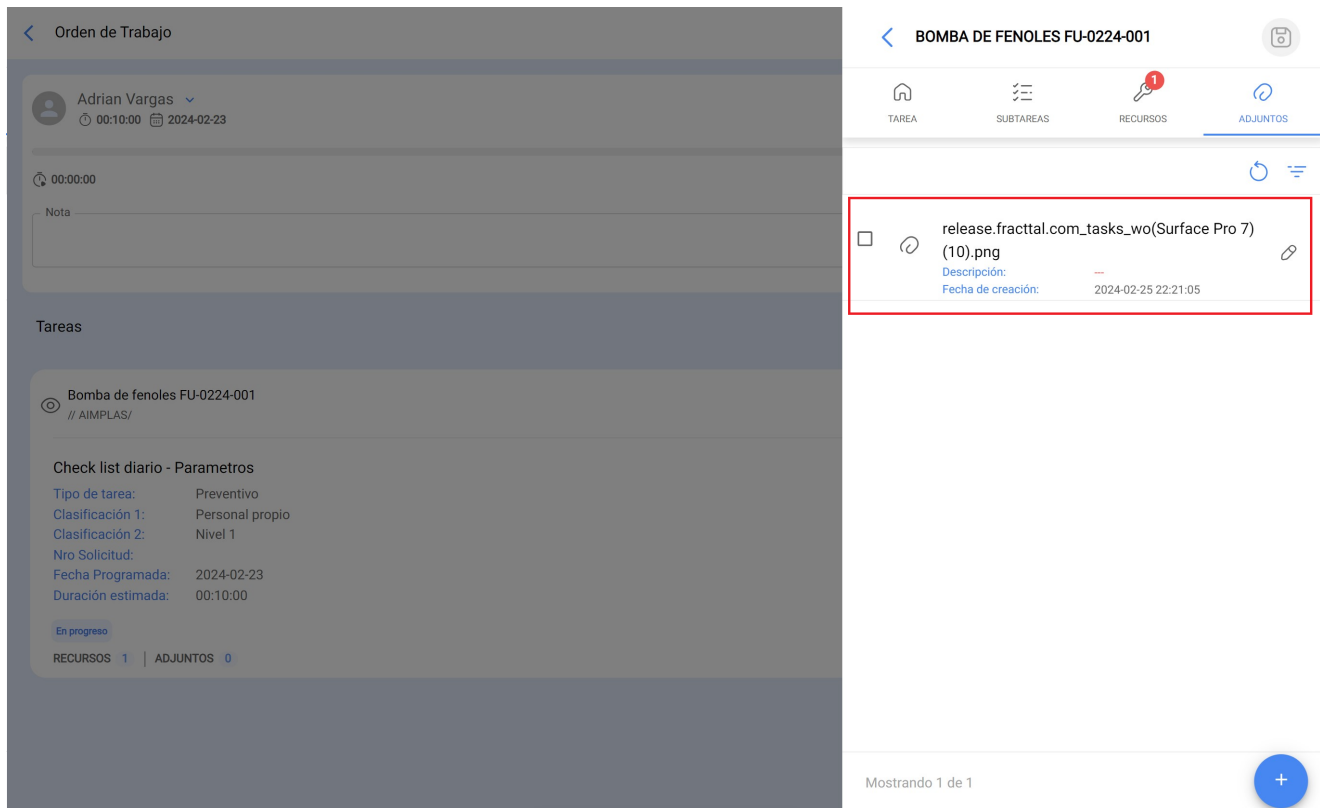 Orden de Trabajo
Adrian Vargas
00:10:00 2024-02-23
00:00:00
Nota
Tareas
Bomba de fenoles FU-0224-001
// AIMPLAS/
Check list diario - Parametros
Tipo de tarea: Preventivo
Clasificación 1: Personal propio
Clasificación 2: Nivel 1
Nro Solicitud:
Fecha Programada: 2024-02-23
Duración estimada: 00:10:00
En progreso
RECURSOS 1 | ADJUNTOS 0
BOMBA DE FENOLES FU-0224-001
1
TAREA SUBTAREAS RECURSOS ADJUNTOS
release.fracttal.com_tasks_wo(Surface Pro 7)
(10).png
Descripción: ---
Fecha de creación: 2024-02-25 22:21:05
Mostrando 1 de 1
+